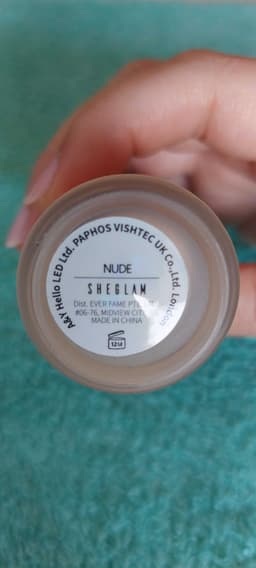 A&Y Hello LED Ltd. PAPHOS VISHTEC UK Co.,Ltd. London
NUDE
SHEGLAM
Dist. EVER FAME PTE
#06-76, MIDVIEW CIT
MADE IN CHINA
12M